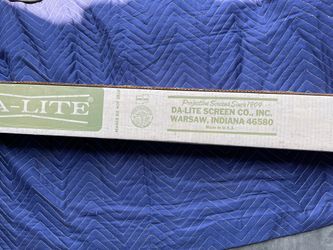 A-LITE®
Projection Screens Since 1909
DA-LITE SCREEN CO., INC.
WARSAW, INDIANA 46580
Made in U.S.A.